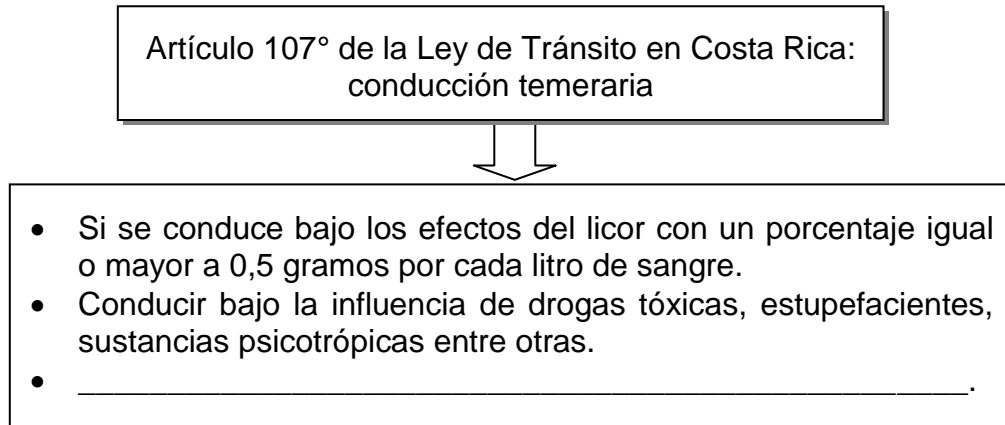 Artículo 107° de la Ley de Tránsito en Costa Rica:
conducción temeraria
• Si se conduce bajo los efectos del licor con un porcentaje igual
o mayor a 0,5 gramos por cada litro de sangre.
• Conducir bajo la influencia de drogas tóxicas, estupefacientes,
sustancias psicotrópicas entre otras.
• ______________________________________________________.